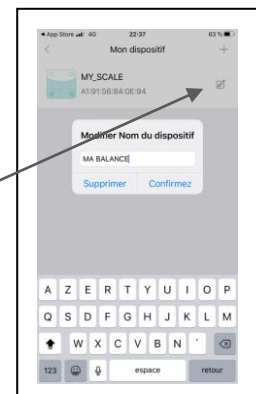 App Store 4G 22:37 63 %
Mon dispositif
MY_SCALE
A1:91:56:84:0E:94
Modifier Nom du dispositif
MA BALANCE
Supprimer Confirmez
A Z E R T Y U I O P
Q S D F G H J K L M
W X C V B N ´
123 espace retour